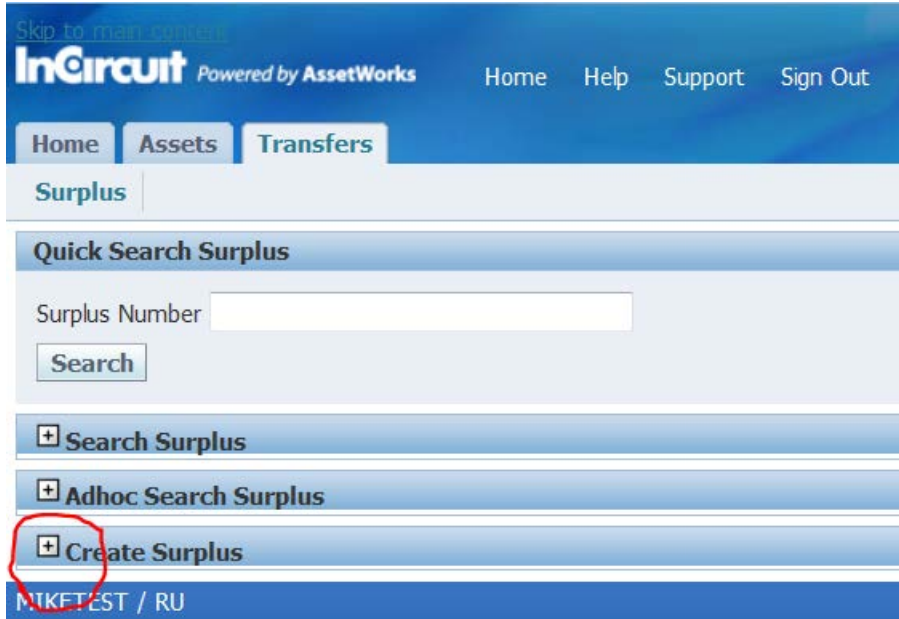 Skip to main content
InCircuit Powered by AssetWorks
Home Help Support Sign Out
Home Assets Transfers
Surplus
Quick Search Surplus
Surplus Number
Search
Search Surplus
Adhoc Search Surplus
Create Surplus
MIKETEST / RU